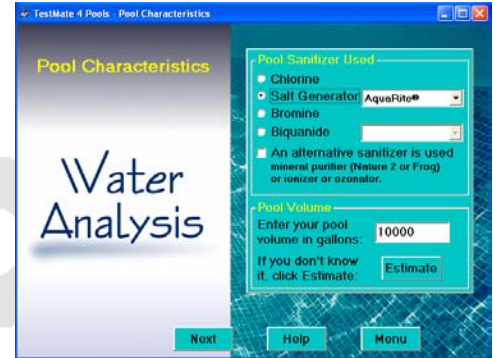 TestMate 4 Pools - Pool Characteristics
Pool Characteristics
Water
Analysis
Pool Sanitizer Used
Chlorine
Salt Generator AquaRite®
Bromine
Biquanide
An alternative sanitizer is used
mineral purifier (Nature 2 or Frog)
or ionizer or ozonator.
Pool Volume
Enter your pool
volume in gallons: 10000
If you don't know
it, click Estimate: Estimate
Next Help Menu